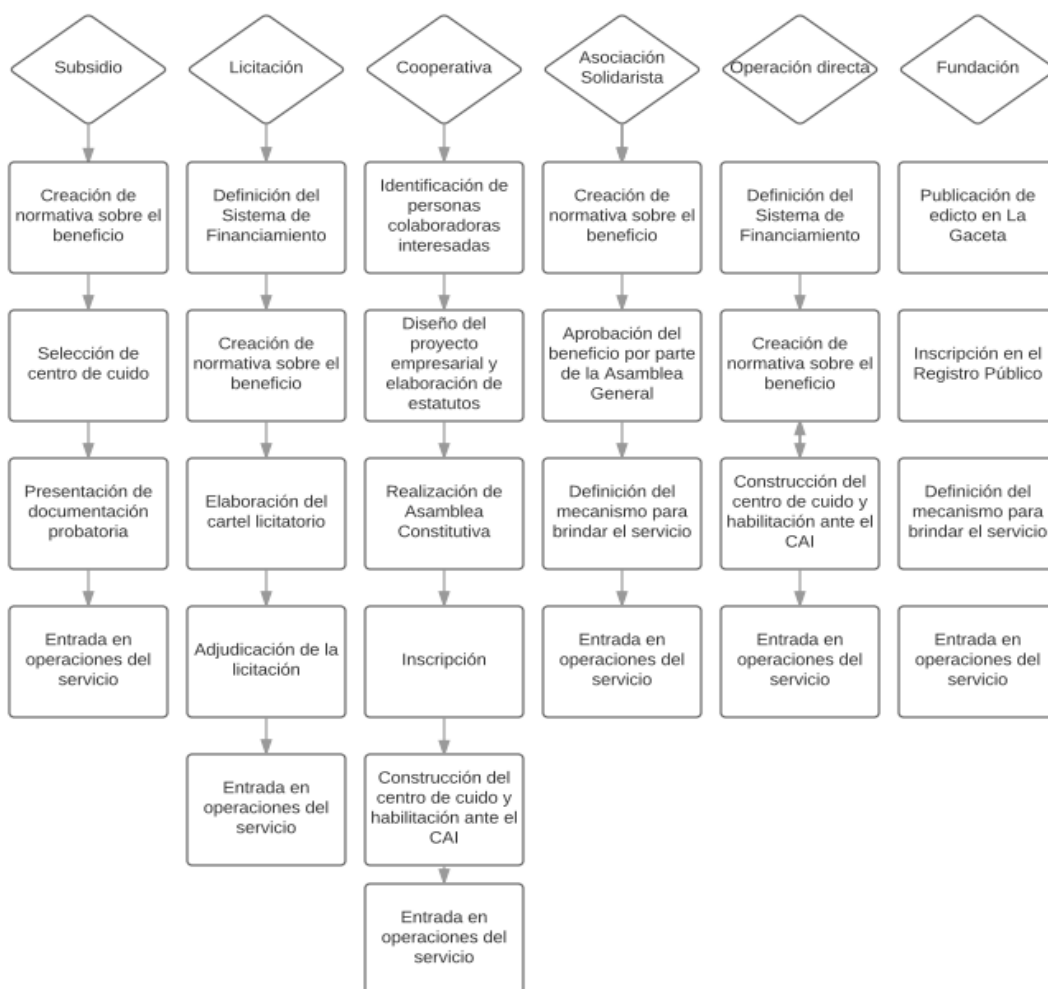 Subsidio
Licitación
Cooperativa
Asociación
Solidarista
Operación directa
Fundación
Creación de
normativa sobre el
beneficio
Definición del
Sistema de
Financiamiento
Identificación de
personas
colaboradoras
interesadas
Creación de
normativa sobre el
beneficio
Definición del
Sistema de
Financiamiento
Publicación de
edicto en La
Gaceta
Selección de
centro de cuido
Creación de
normativa sobre el
beneficio
Diseño del
proyecto
empresarial y
elaboración de
estatutos
Aprobación del
beneficio por parte
de la Asamblea
General
Creación de
normativa sobre el
beneficio
Inscripción en el
Registro Público
Presentación de
documentación
probatoria
Elaboración del
cartel licitatorio
Realización de
Asamblea
Constitutiva
Definición del
mecanismo para
brindar el servicio
Construcción del
centro de cuido y
habilitación ante el
CAI
Definición del
mecanismo para
brindar el servicio
Entrada en
operaciones del
servicio
Adjudicación de la
licitación
Inscripción
Entrada en
operaciones del
servicio
Entrada en
operaciones del
servicio
Entrada en
operaciones del
servicio
Entrada en
operaciones del
servicio
Construcción del
centro de cuido y
habilitación ante el
CAI
Entrada en
operaciones del
servicio